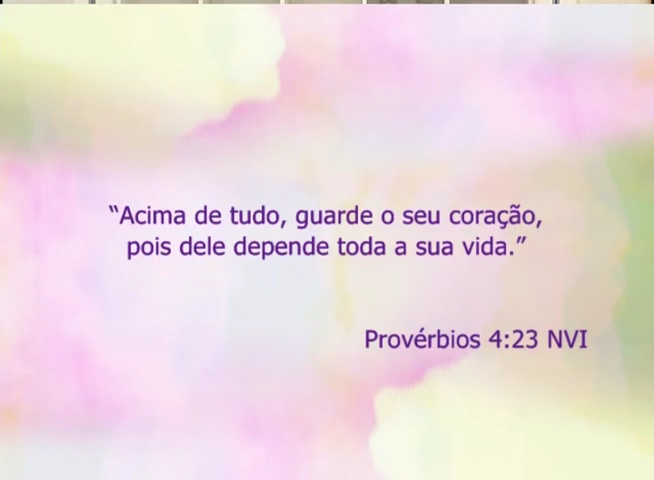 “Acima de tudo, guarde o seu coração,
pois dele depende toda a sua vida.”
Provérbios 4:23 NVI